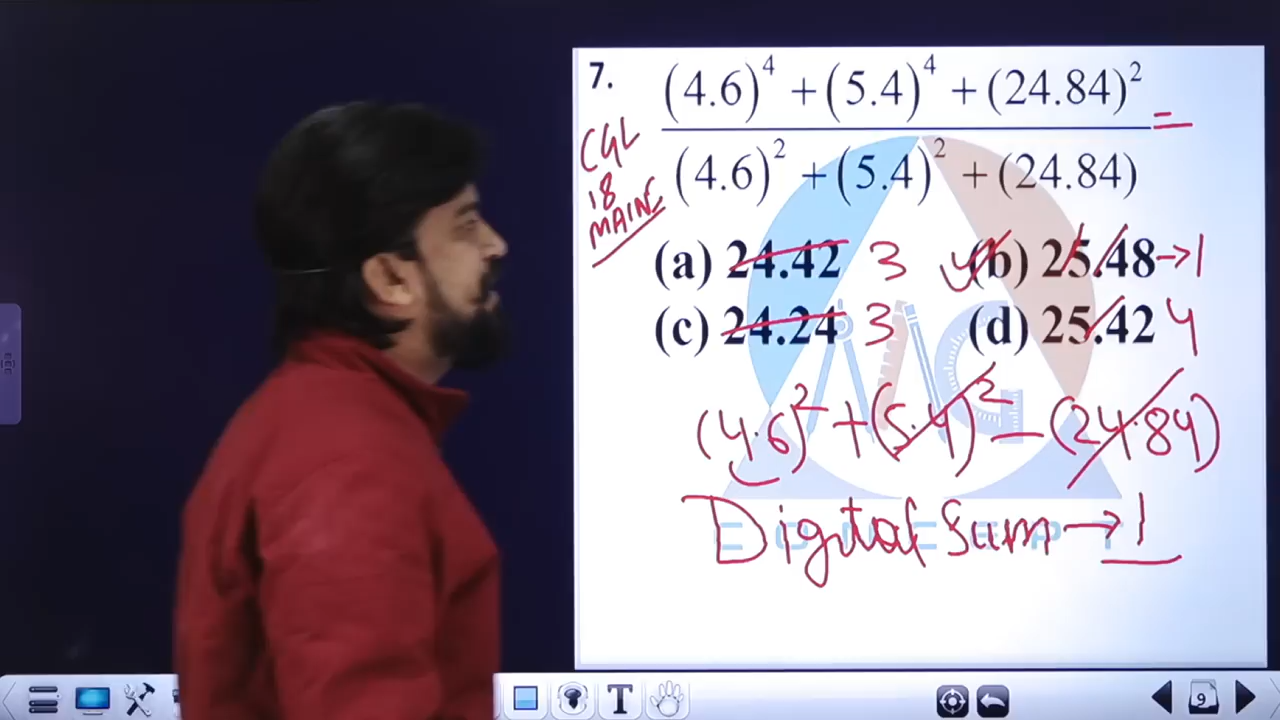 7. (4.6)⁴ + (5.4)⁴ + (24.84)² =
(4.6)² + (5.4)² + (24.84)
CGL
18
MAINS
(a) 24.42 3 (b) 25.48→1
(c) 24.24 3 (d) 25.42 4
(4.6)² + (5.4)² - (24.84)
Digital Sum → 1
T
9